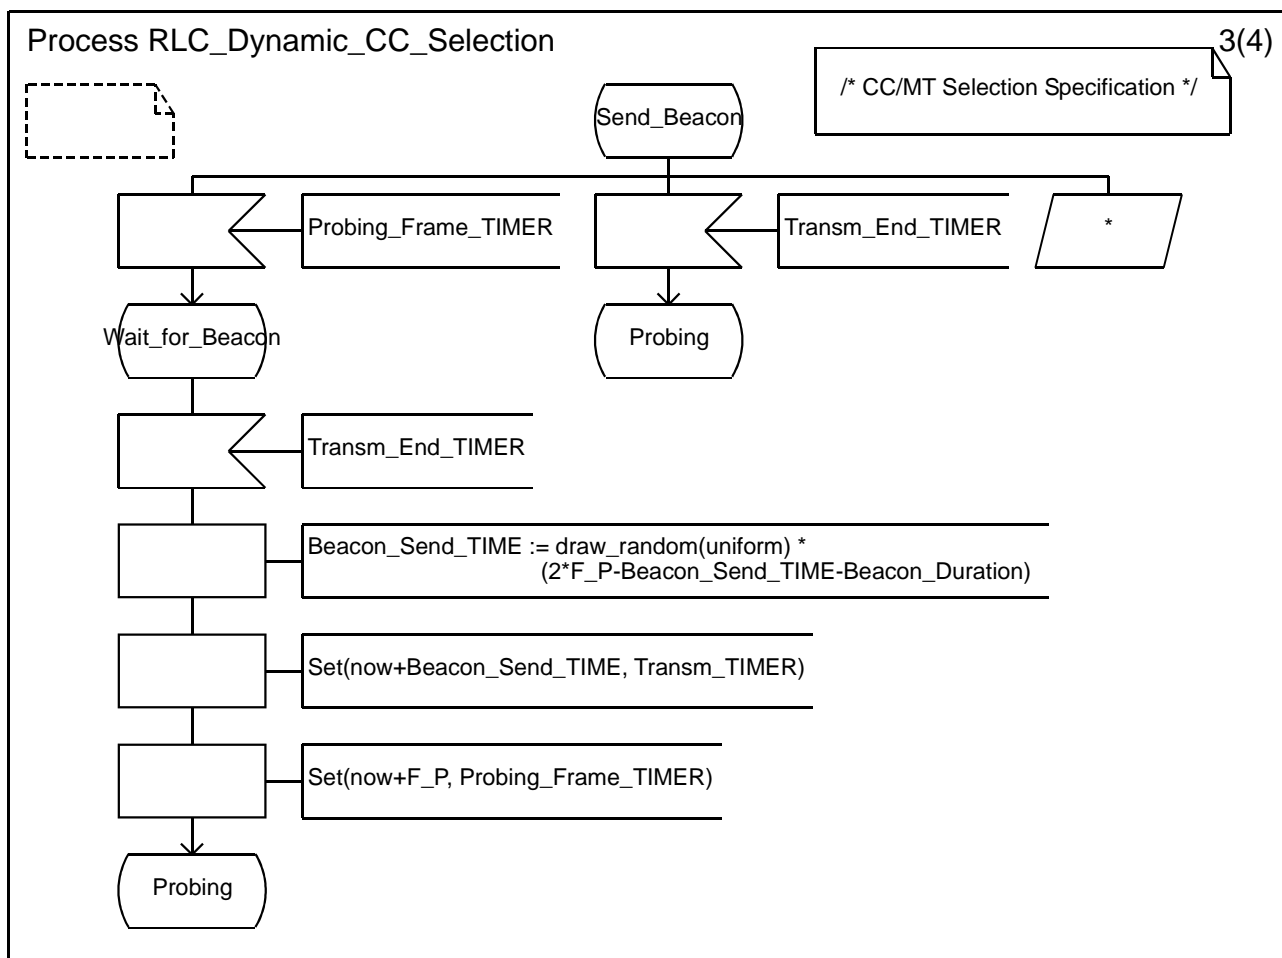 Process RLC_Dynamic_CC_Selection
3(4)
/* CC/MT Selection Specification */
Send_Beacon
Probing_Frame_TIMER
Transm_End_TIMER
*
Wait_for_Beacon
Probing
Transm_End_TIMER
Beacon_Send_TIME := draw_random(uniform) *
(2*F_P-Beacon_Send_TIME-Beacon_Duration)
Set(now+Beacon_Send_TIME, Transm_TIMER)
Set(now+F_P, Probing_Frame_TIMER)
Probing